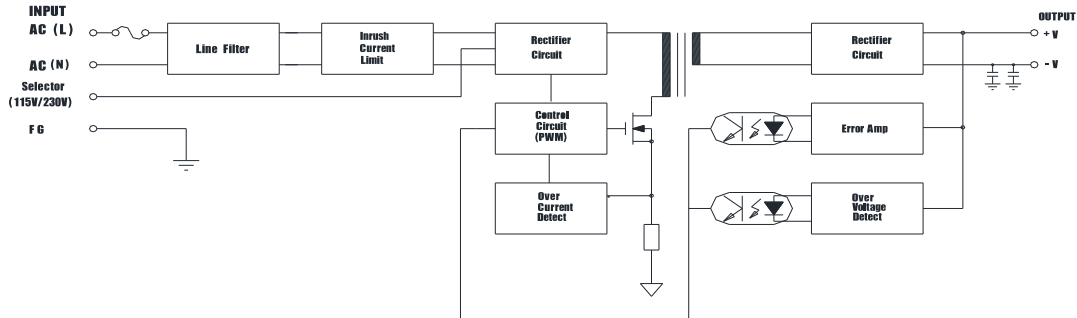 INPUT
AC (L)
AC (N)
Selector
(115V/230V)
F G
Line Filter
Inrush
Current
Limit
Rectifier
Circuit
Control
Circuit
(PWM)
Over
Current
Detect
Rectifier
Circuit
Error Amp
Over
Voltage
Detect
OUTPUT
+ V
- V